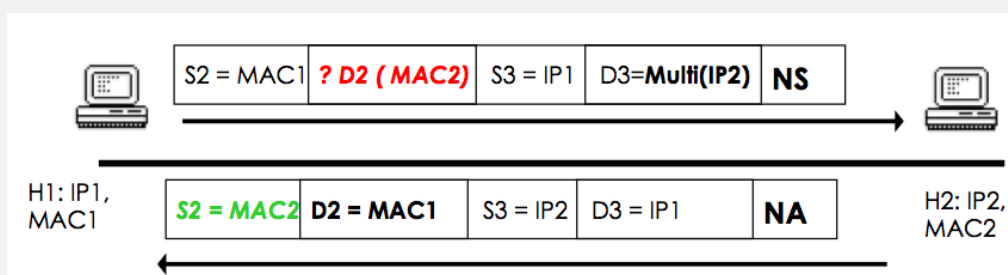 S2 = MAC1 ? D2 ( MAC2) S3 = IP1 D3=Multi(IP2) NS
H1: IP1,
MAC1
S2 = MAC2 D2 = MAC1 S3 = IP2 D3 = IP1 NA
H2: IP2,
MAC2